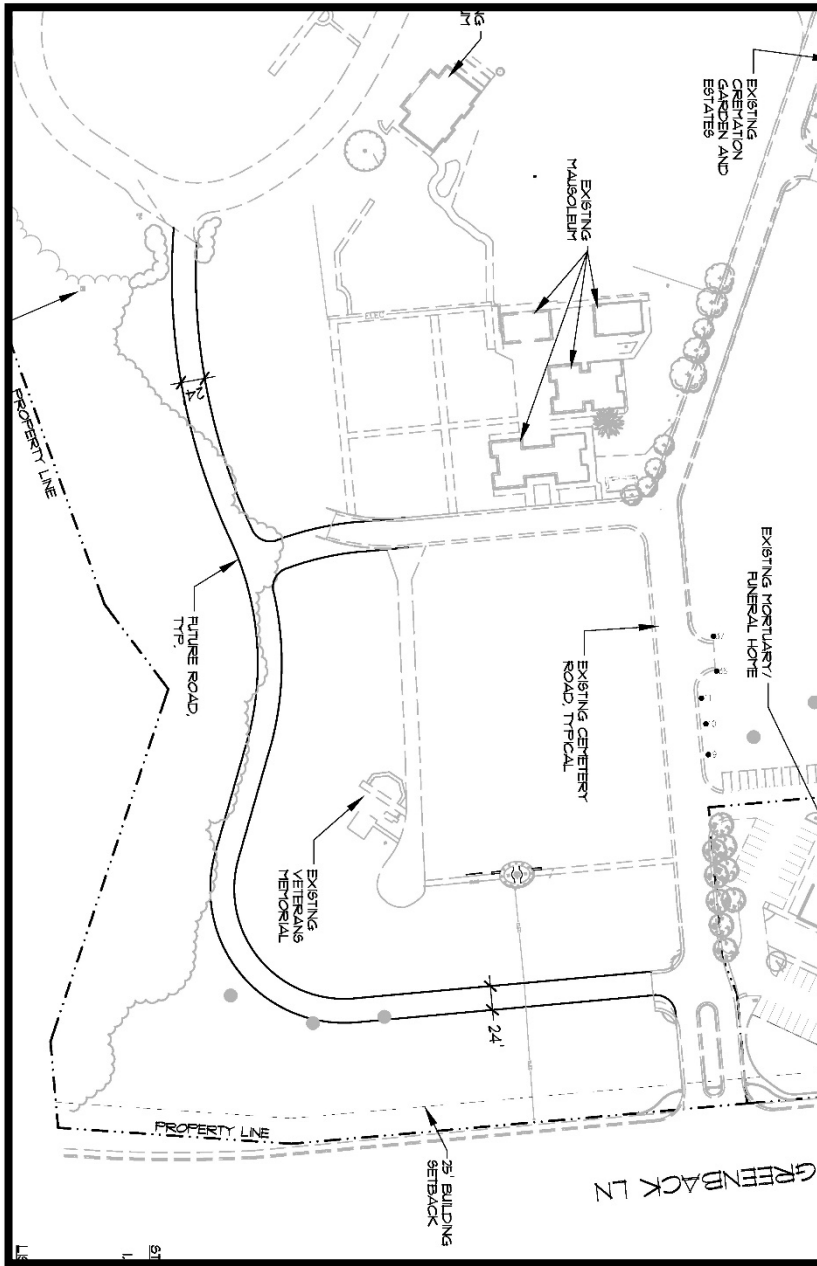 EXISTING
CREMATION
GARDEN AND
ESTATES
EXISTING
MAUSOLEUM
ELEC
24'
PROPERTY LINE
FUTURE ROAD,
TYP.
EXISTING CEMETERY
ROAD, TYPICAL
EXISTING MORTUARY/
FUNERAL HOME
EXISTING
VETERANS
MEMORIAL
24'
PROPERTY LINE
25' BUILDING
SETBACK
GREENBACK LN